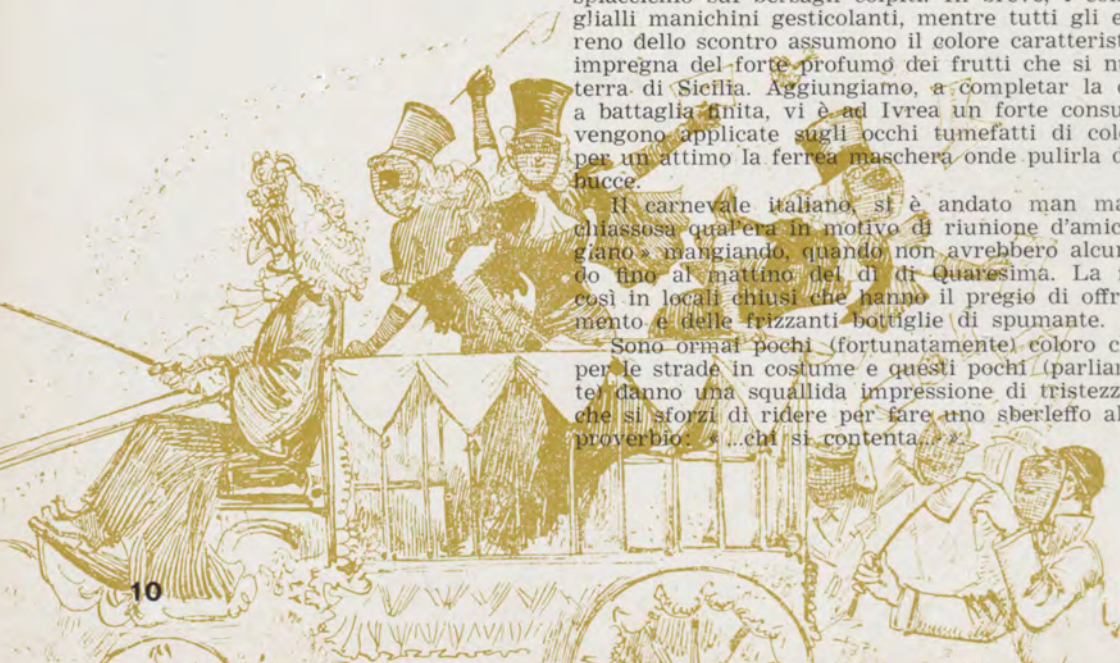 glialli manichini gesticolanti, mentre tutti gli e
reno dello scontro assumono il colore caratterist
impregna del forte profumo dei frutti che si nu
terra di Sicilia. Aggiungiamo, a completar la
a battaglia finita, vi è ad Ivrea un forte consu
vengono applicate sugli occhi tumefatti di col
per un attimo la ferrea maschera onde pulirla d
bucce.
Il carnevale italiano, si è andato man ma
chiassosa qual'era in motivo di riunione d'amic
giano » mangiando, quando non avrebbero alcu
do fino al mattino del dì di Quaresima. La
così in locali chiusi che hanno il pregio di offr
mento e delle frizzanti bottiglie di spumante.
Sono ormai pochi (fortunatamente) coloro c
per le strade in costume e questi pochi (parlian
te) danno una squallida impressione di tristezz
che si sforzi di ridere per fare uno sberleffo al
proverbio: « ...chi si contenta... ».
10